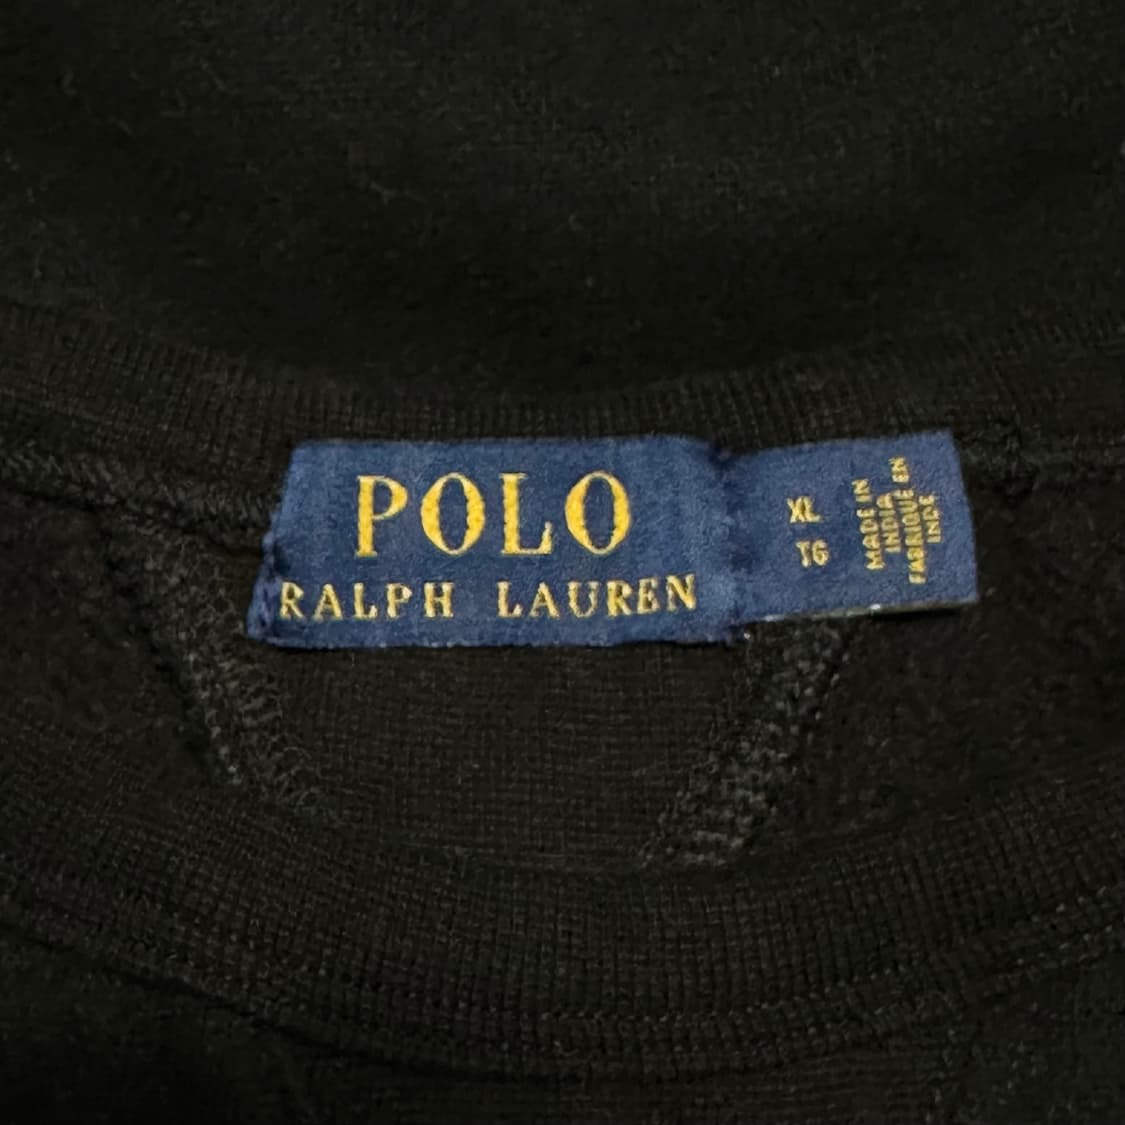 POLO
RALPH LAUREN
XL
TG
MADE IN
INDIA
FABRIQUÉ EN
INDE